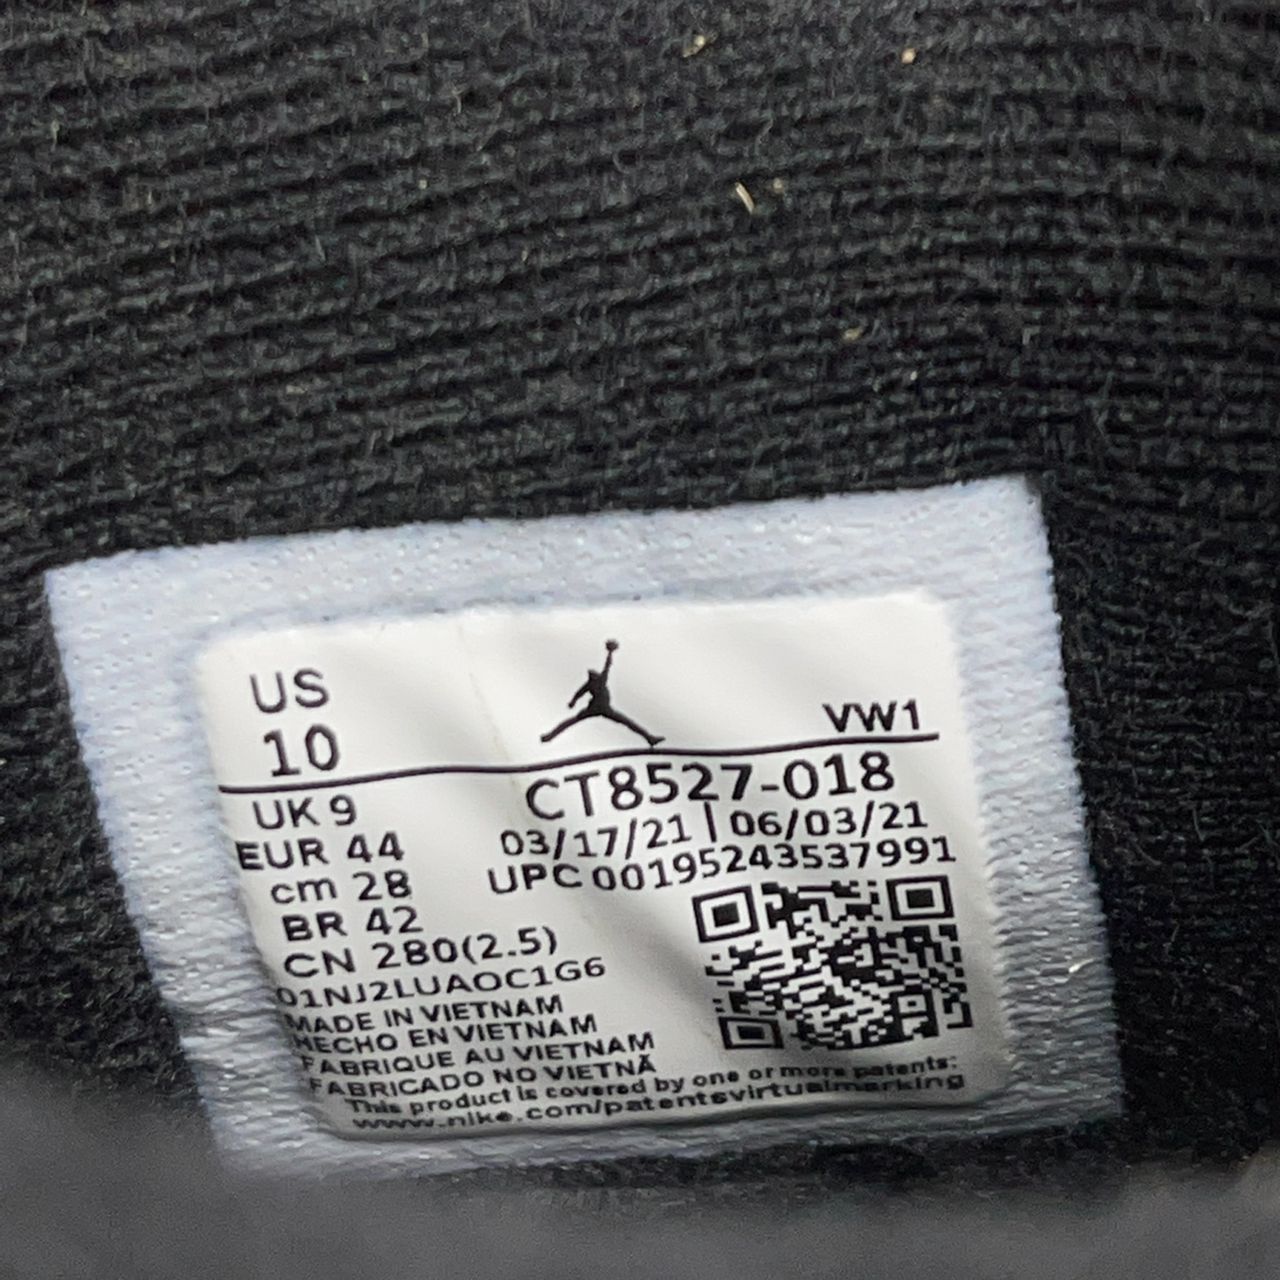 US
10
VW1
UK 9
EUR 44
cm 28
BR 42
CN 280(2.5)
CT8527-018
03/17/21 | 06/03/21
UPC 00195243537991
01NJ2LUAOC1G6
MADE IN VIETNAM
HECHO EN VIETNAM
FABRIQUE AU VIETNAM
FABRICADO NO VIETNÃ
This product is covered by one or more patents:
www.nike.com/patentsvirtualmarking